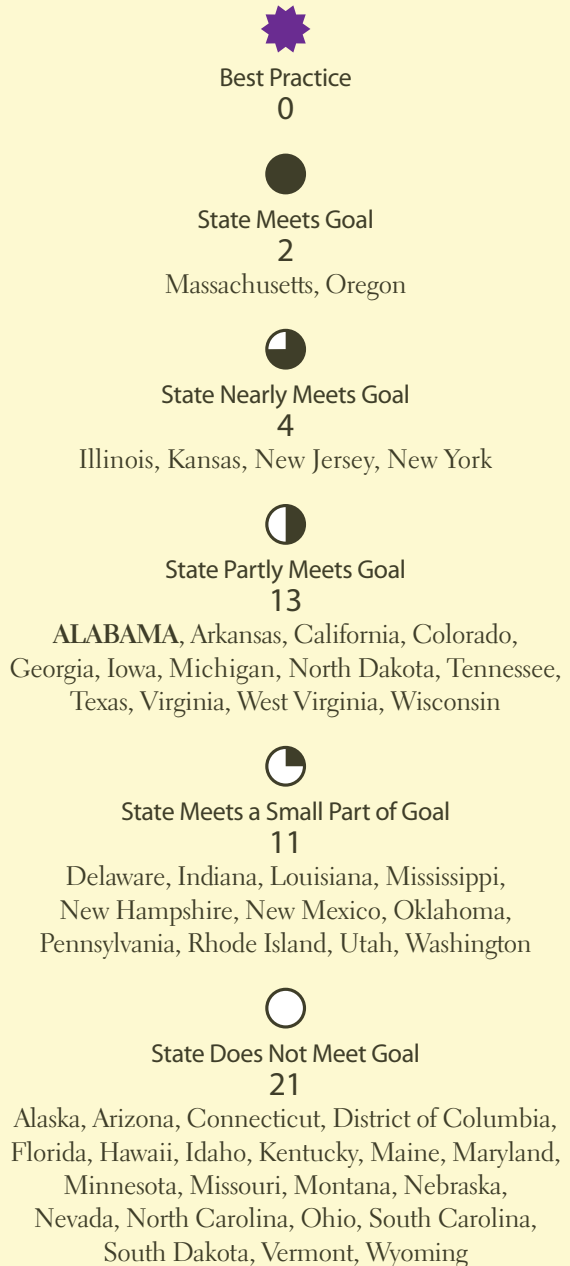 Best Practice
0
State Meets Goal
2
Massachusetts, Oregon
State Nearly Meets Goal
4
Illinois, Kansas, New Jersey, New York
State Partly Meets Goal
13
ALABAMA, Arkansas, California, Colorado,
Georgia, Iowa, Michigan, North Dakota, Tennessee,
Texas, Virginia, West Virginia, Wisconsin
State Meets a Small Part of Goal
11
Delaware, Indiana, Louisiana, Mississippi,
New Hampshire, New Mexico, Oklahoma,
Pennsylvania, Rhode Island, Utah, Washington
State Does Not Meet Goal
21
Alaska, Arizona, Connecticut, District of Columbia,
Florida, Hawaii, Idaho, Kentucky, Maine, Maryland,
Minnesota, Missouri, Montana, Nebraska,
Nevada, North Carolina, Ohio, South Carolina,
South Dakota, Vermont, Wyoming